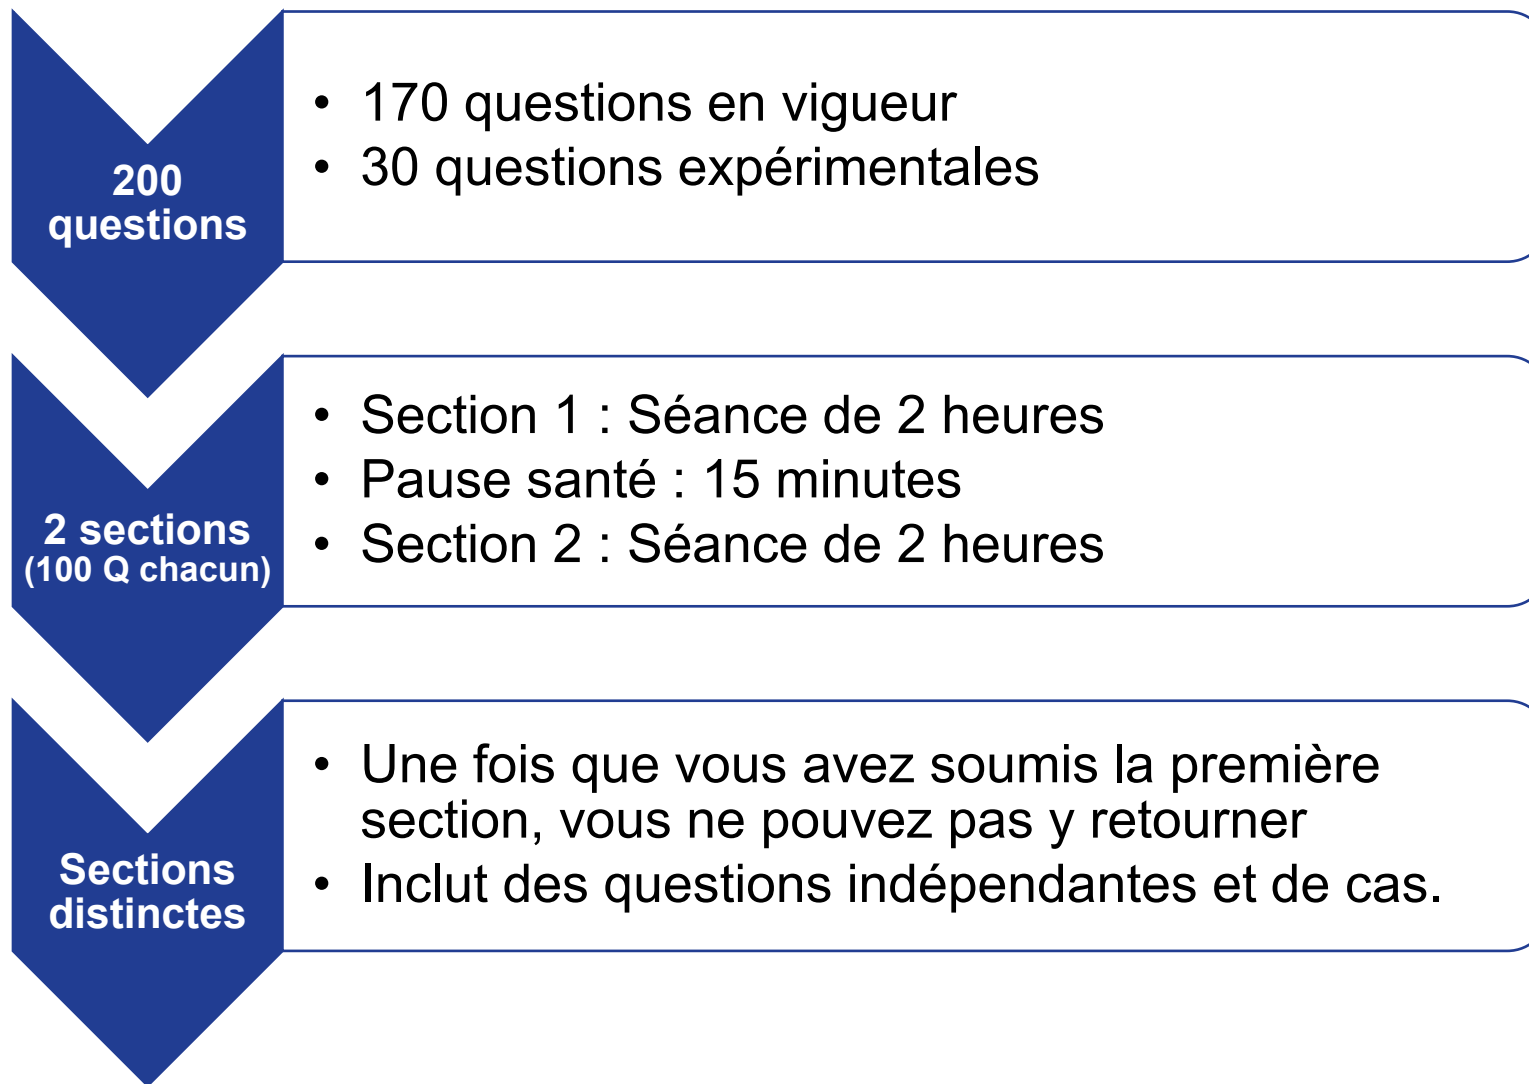 200
questions
• 170 questions en vigueur
• 30 questions expérimentales
2 sections
(100 Q chacun)
• Section 1 : Séance de 2 heures
• Pause santé : 15 minutes
• Section 2 : Séance de 2 heures
Sections
distinctes
• Une fois que vous avez soumis la première
section, vous ne pouvez pas y retourner
• Inclut des questions indépendantes et de cas.